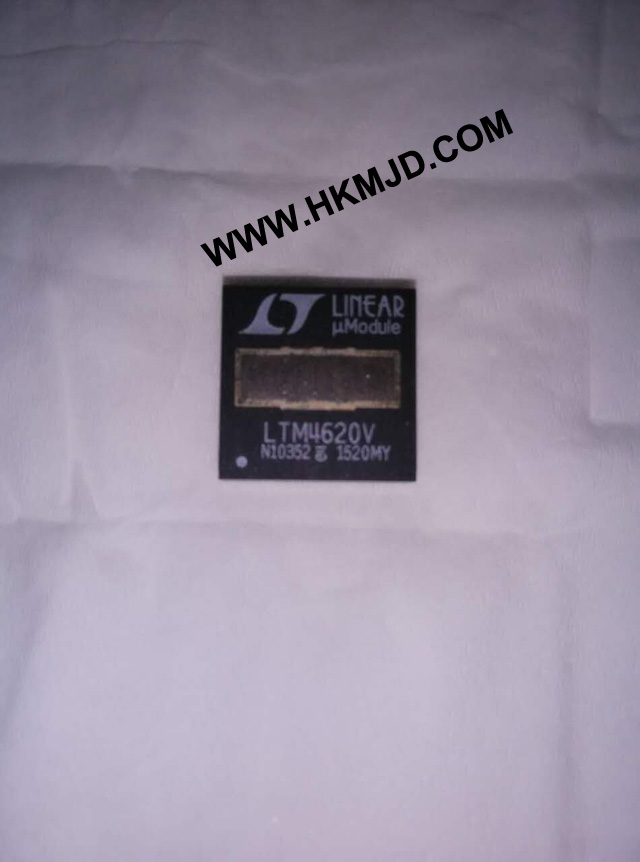 WWW.HKMJD.COM
LINEAR
µModule
LTM4620V
N10352 1520MY